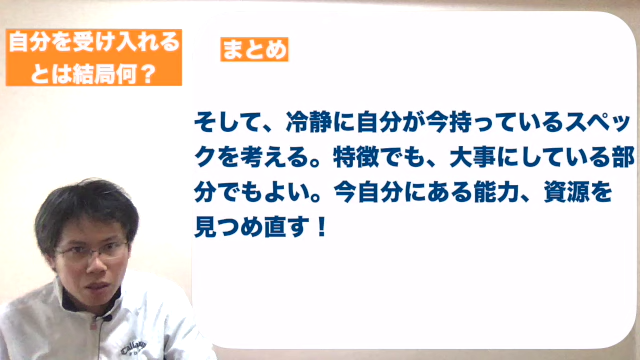 自分を受け入れる
とは結局何？
まとめ
そして、冷静に自分が今持っているスペッ
クを考える。特徴でも、大事にしている部
分でもよい。今自分にある能力、資源を
見つめ直す！
Callaway